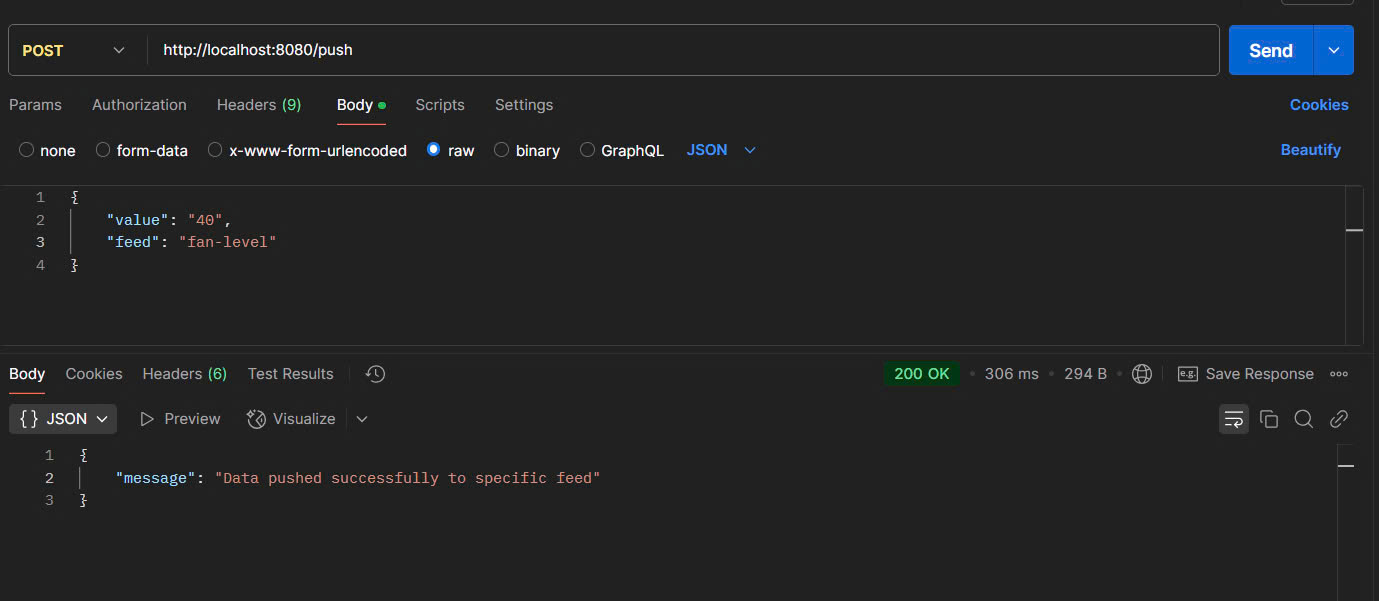 POST http://localhost:8080/push Send
Params Authorization Headers (9) Body Scripts Settings Cookies
none form-data x-www-form-urlencoded raw binary GraphQL JSON Beautify
1 {
2 "value": "40",
3 "feed": "fan-level"
4 }
Body Cookies Headers (6) Test Results 200 OK • 306 ms • 294 B • e.g. Save Response
{} JSON Preview Visualize
1 {
2 "message": "Data pushed successfully to specific feed"
3 }